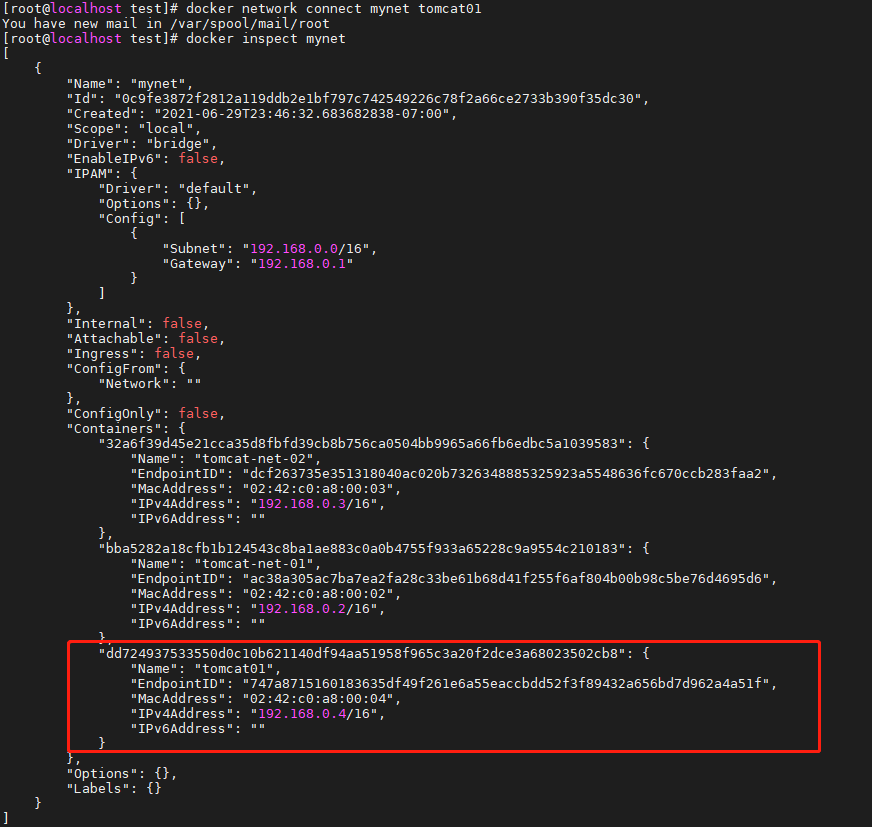 [root@localhost test]# docker network connect mynet tomcat01
You have new mail in /var/spool/mail/root
[root@localhost test]# docker inspect mynet
[
    {
        "Name": "mynet",
        "Id": "0c9fe3872f2812a119ddb2e1bf797c742549226c78f2a66ce2733b390f35dc30",
        "Created": "2021-06-29T23:46:32.683682838-07:00",
        "Scope": "local",
        "Driver": "bridge",
        "EnableIPv6": false,
        "IPAM": {
            "Driver": "default",
            "Options": {},
            "Config": [
                {
                    "Subnet": "192.168.0.0/16",
                    "Gateway": "192.168.0.1"
                }
            ]
        },
        "Internal": false,
        "Attachable": false,
        "Ingress": false,
        "ConfigFrom": {
            "Network": ""
        },
        "ConfigOnly": false,
        "Containers": {
            "32a6f39d45e21cca35d8fbfd39cb8b756ca0504bb9965a66fb6edbc5a1039583": {
                "Name": "tomcat-net-02",
                "EndpointID": "dcf263735e351318040ac020b7326348885325923a5548636fc670ccb283faa2",
                "MacAddress": "02:42:c0:a8:00:03",
                "IPv4Address": "192.168.0.3/16",
                "IPv6Address": ""
            },
            "bba5282a18cfb1b124543c8ba1ae883c0a0b4755f933a65228c9a9554c210183": {
                "Name": "tomcat-net-01",
                "EndpointID": "ac38a305ac7ba7ea2fa28c33be61b68d41f255f6af804b00b98c5be76d4695d6",
                "MacAddress": "02:42:c0:a8:00:02",
                "IPv4Address": "192.168.0.2/16",
                "IPv6Address": ""
            },
            "dd724937533550d0c10b621140df94aa51958f965c3a20f2dce3a68023502cb8": {
                "Name": "tomcat01",
                "EndpointID": "747a8715160183635df49f261e6a55eaccbdd52f3f89432a656bd7d962a4a51f",
                "MacAddress": "02:42:c0:a8:00:04",
                "IPv4Address": "192.168.0.4/16",
                "IPv6Address": ""
            }
        },
        "Options": {},
        "Labels": {}
    }
]